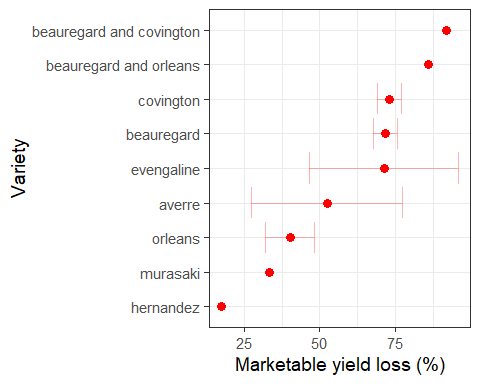 beauregard and covington
beauregard and orleans
covington
beauregard
evengaline
averre
orleans
murasaki
hernandez
Variety
25 50 75
Marketable yield loss (%)